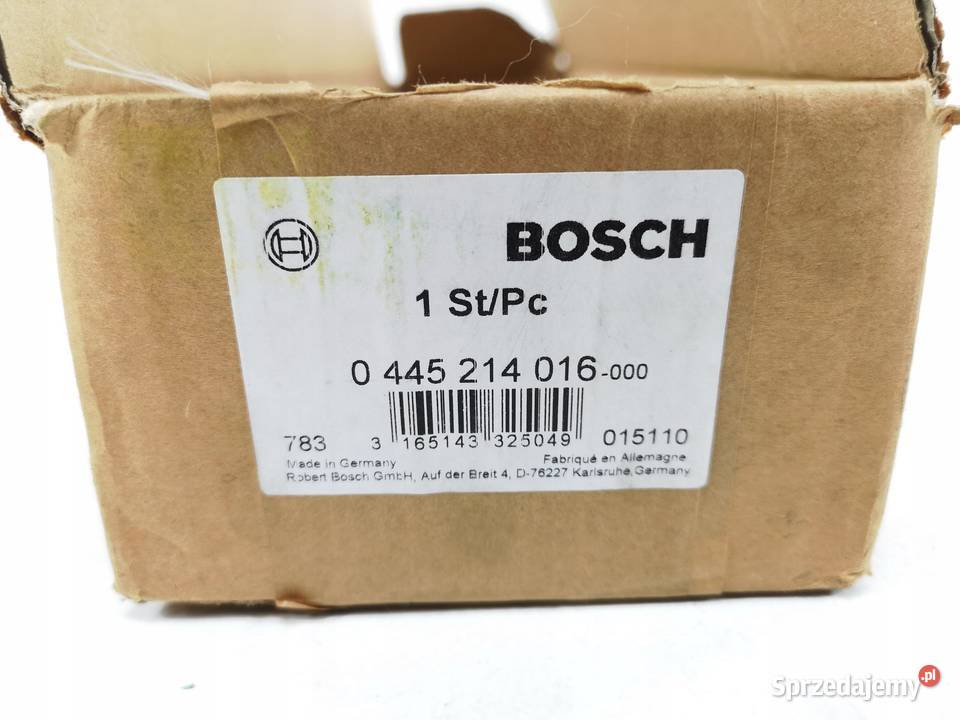 BOSCH
1 St/Pc
0 445 214 016-000
783 3 165143 325049 015110
Made in Germany Fabriqué en Allemagne
Robert Bosch GmbH, Auf der Breit 4, D-76227 Karlsruhe, Germany
Sprzedajemy.pl